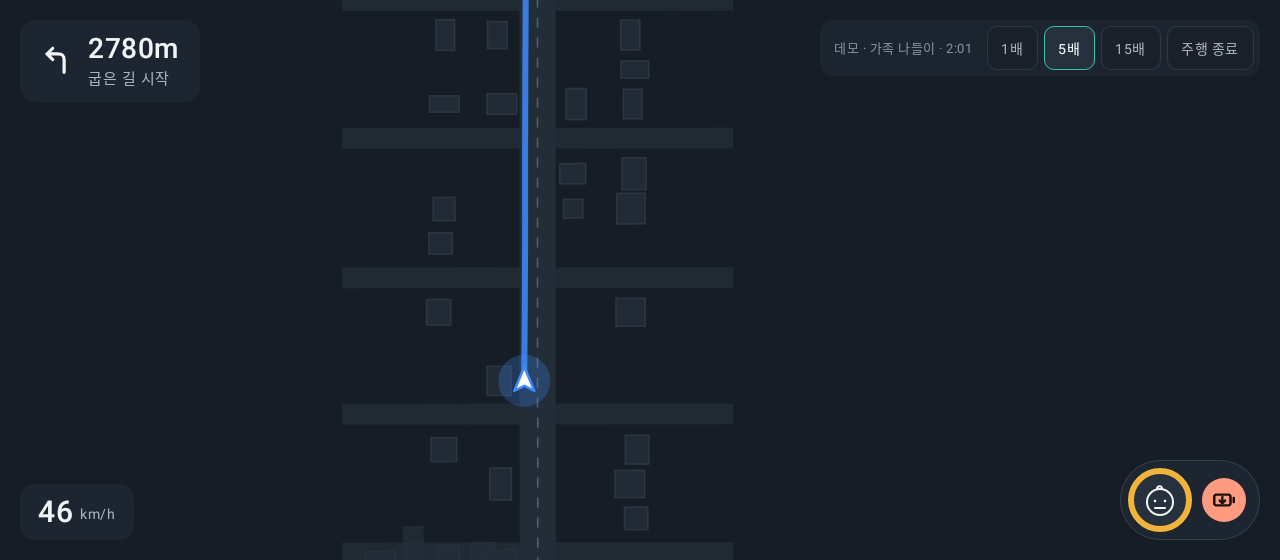 2780m
굽은 길 시작
데모 · 가족 나들이 · 2:01
1배
5배
15배
주행 종료
46 km/h